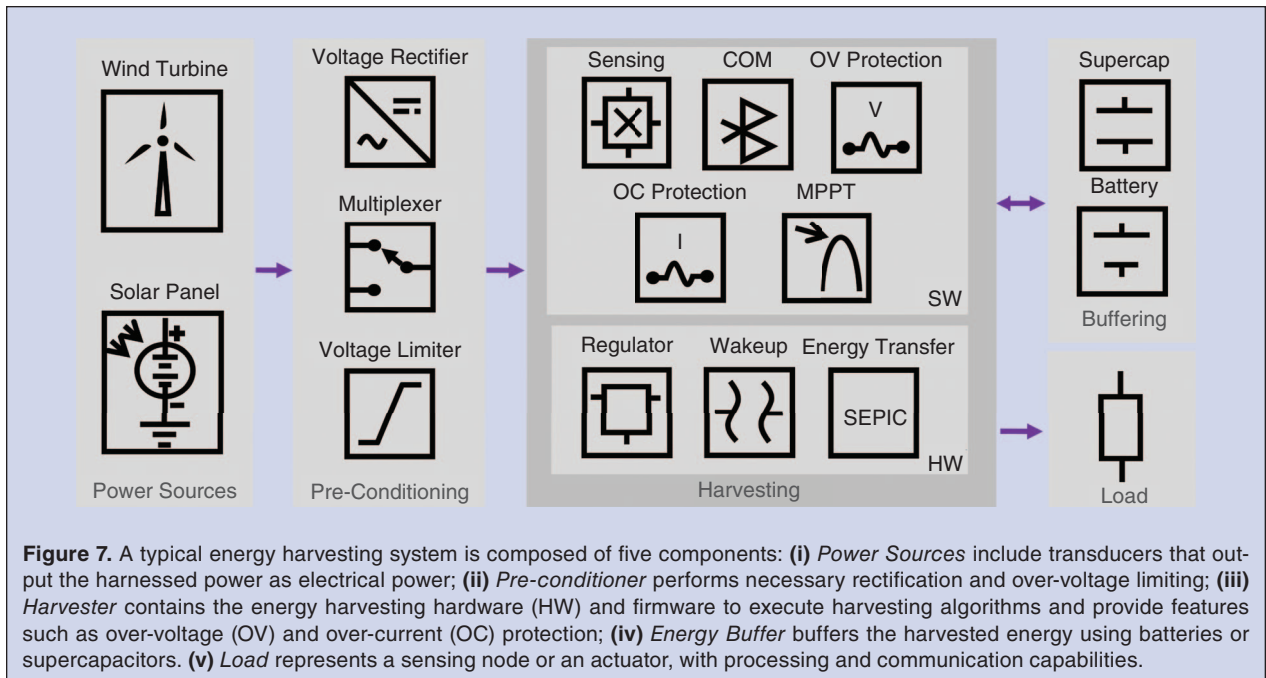 Wind Turbine
Solar Panel
+
-
Power Sources
Voltage Rectifier
Multiplexer
Voltage Limiter
Pre-Conditioning
Sensing
COM
OV Protection
V
OC Protection
MPPT
I
SW
Regulator
Wakeup
Energy Transfer
SEPIC
HW
Harvesting
Supercap
Battery
Buffering
Load
Figure 7. A typical energy harvesting system is composed of five components: (i) Power Sources include transducers that out-
put the harnessed power as electrical power; (ii) Pre-conditioner performs necessary rectification and over-voltage limiting; (iii)
Harvester contains the energy harvesting hardware (HW) and firmware to execute harvesting algorithms and provide features
such as over-voltage (OV) and over-current (OC) protection; (iv) Energy Buffer buffers the harvested energy using batteries or
supercapacitors. (v) Load represents a sensing node or an actuator, with processing and communication capabilities.